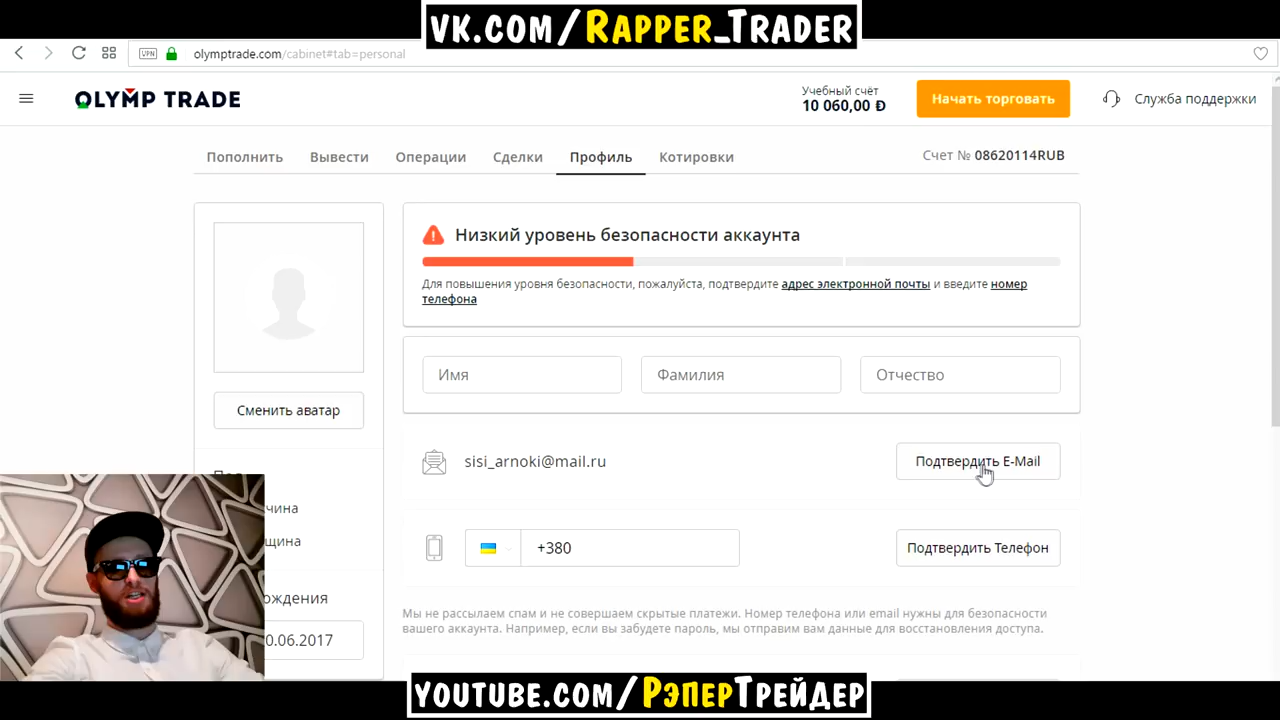 VK.COM/RAPPER_TRADER
VPN
olymptrade.com/cabinet#tab=personal
OLYMP TRADE
Учебный счёт
10 060,00 Đ
Начать торговать
Служба поддержки
Пополнить
Вывести
Операции
Сделки
Профиль
Котировки
Счет № 08620114RUB
Низкий уровень безопасности аккаунта
Для повышения уровня безопасности, пожалуйста, подтвердите адрес электронной почты и введите номер
телефона
Имя
Фамилия
Отчество
Сменить аватар
sisi_arnoki@mail.ru
Подтвердить E-Mail
чина
щина
+380
Подтвердить Телефон
ождения
0.06.2017
Мы не рассылаем спам и не совершаем скрытые платежи. Номер телефона или email нужны для безопасности
вашего аккаунта. Например, если вы забудете пароль, мы отправим вам данные для восстановления доступа.
YOUTUBE.COM/РЭПЕРТРЕЙДЕР